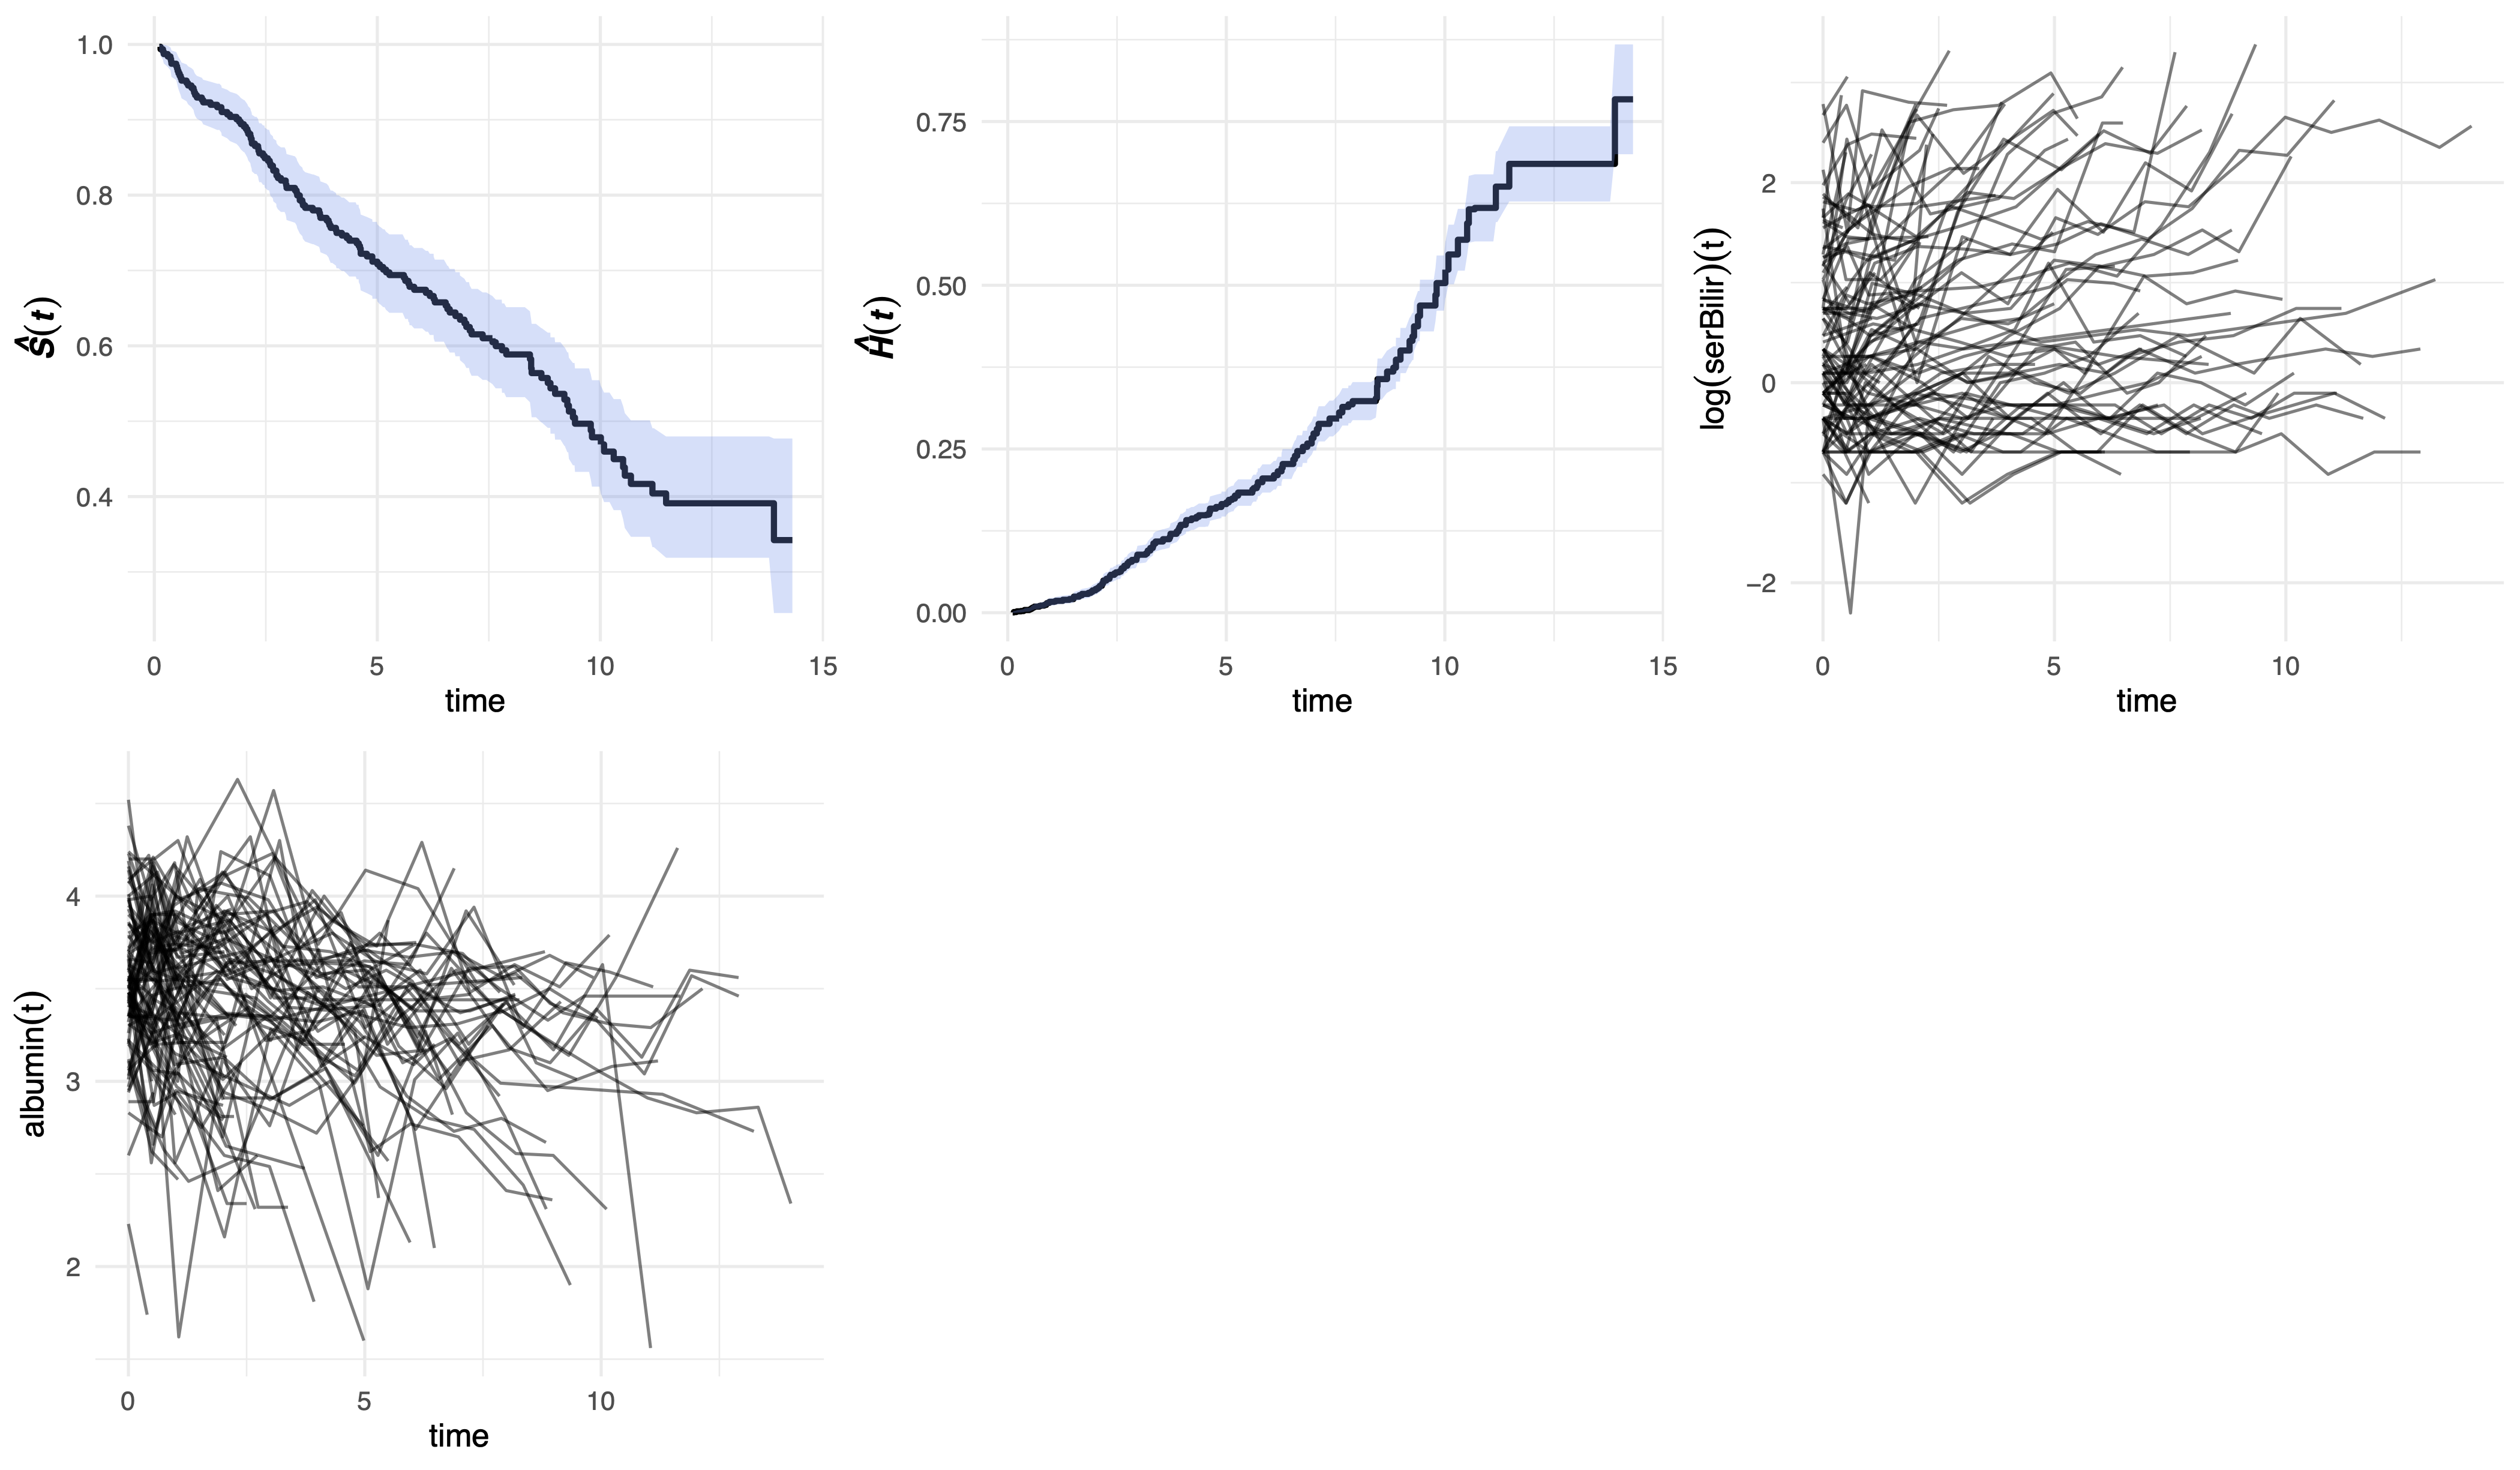 Ŝ(t)
1.0
0.8
0.6
0.4
0 5 10 15
time
Ĥ(t)
0.75
0.50
0.25
0.00
0 5 10 15
time
log(serBilir)(t)
2
0
−2
0 5 10
time
albumin(t)
4
3
2
0 5 10
time